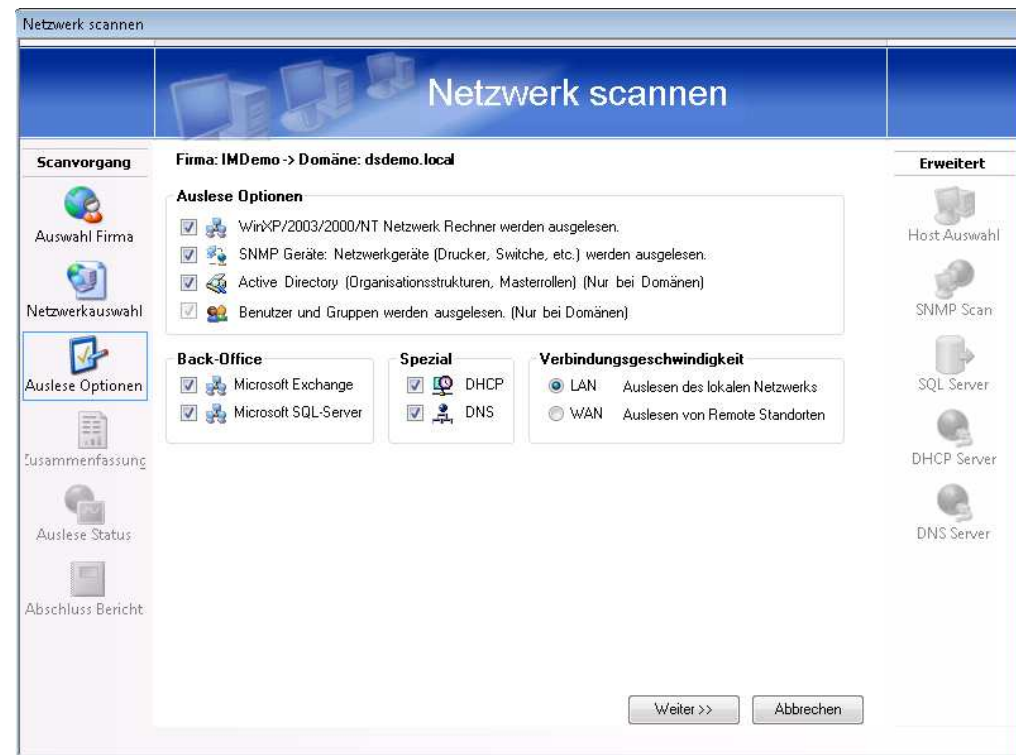 Netzwerk scannen
Netzwerk scannen
Scanvorgang
Auswahl Firma
Netzwerkauswahl
Auslese Optionen
Zusammenfassung
Auslese Status
Abschluss Bericht
Firma: IMDemo -> Domäne: dsdemo.local
Auslese Optionen
WinXP/2003/2000/NT Netzwerk Rechner werden ausgelesen.
SNMP Geräte: Netzwerkgeräte (Drucker, Switche, etc.) werden ausgelesen.
Active Directory (Organisationsstrukturen, Masterrollen) (Nur bei Domänen)
Benutzer und Gruppen werden ausgelesen. (Nur bei Domänen)
Back-Office
Microsoft Exchange
Microsoft SQL-Server
Spezial
DHCP
DNS
Verbindungsgeschwindigkeit
LAN Auslesen des lokalen Netzwerks
WAN Auslesen von Remote Standorten
Weiter >> Abbrechen
Erweitert
Host Auswahl
SNMP Scan
SQL Server
DHCP Server
DNS Server